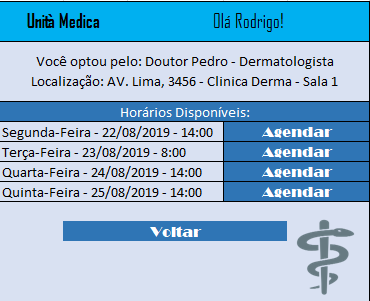 Unità Medica Olá Rodrigo!
Você optou pelo: Doutor Pedro - Dermatologista
Localização: AV. Lima, 3456 - Clinica Derma - Sala 1
Horários Disponíveis:
Segunda-Feira - 22/08/2019 - 14:00 Agendar
Terça-Feira - 23/08/2019 - 8:00 Agendar
Quarta-Feira - 24/08/2019 - 14:00 Agendar
Quinta-Feira - 25/08/2019 - 14:00 Agendar
Voltar